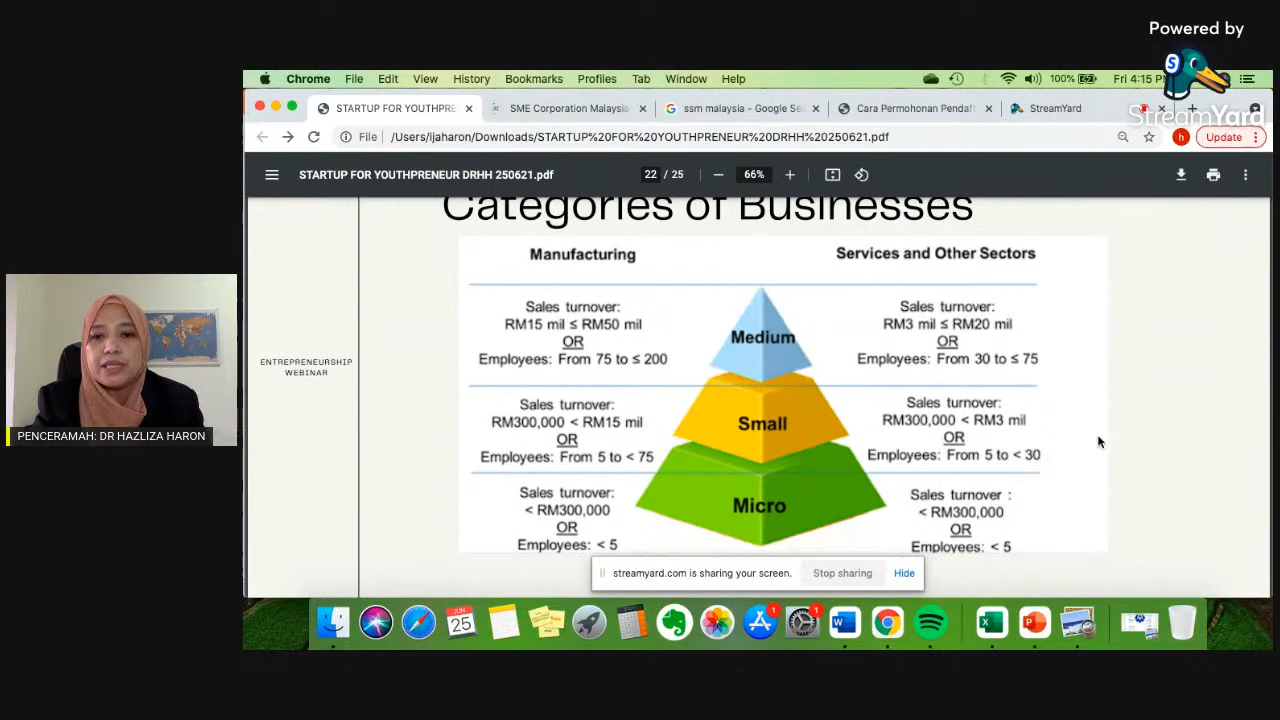 Powered by
StreamYard
Chrome File Edit View History Bookmarks Profiles Tab Window Help 100% Fri 4:15 PM
STARTUP FOR YOUTHPRE
SME Corporation Malaysia
ssm malaysia - Google Se
Cara Permohonan Pendaft
StreamYard
File /Users/ijaharon/Downloads/STARTUP%20FOR%20YOUTHPRENEUR%20DRHH%20250621.pdf
h
Update
STARTUP FOR YOUTHPRENEUR DRHH 250621.pdf
22 / 25
66%
Categories of Businesses
Manufacturing
Services and Other Sectors
Sales turnover:
RM15 mil ≤ RM50 mil
OR
Employees: From 75 to ≤ 200
Medium
Sales turnover:
RM3 mil ≤ RM20 mil
OR
Employees: From 30 to ≤ 75
Sales turnover:
RM300,000 < RM15 mil
OR
Employees: From 5 to < 75
Small
Sales turnover:
RM300,000 < RM3 mil
OR
Employees: From 5 to < 30
Sales turnover:
< RM300,000
OR
Employees: < 5
Micro
Sales turnover :
< RM300,000
OR
Employees: < 5
ENTREPRENEURSHIP
WEBINAR
PENCERAMAH: DR HAZLIZA HARON
streamyard.com is sharing your screen.
Stop sharing
Hide
JUN
25
1
1
W
X
P